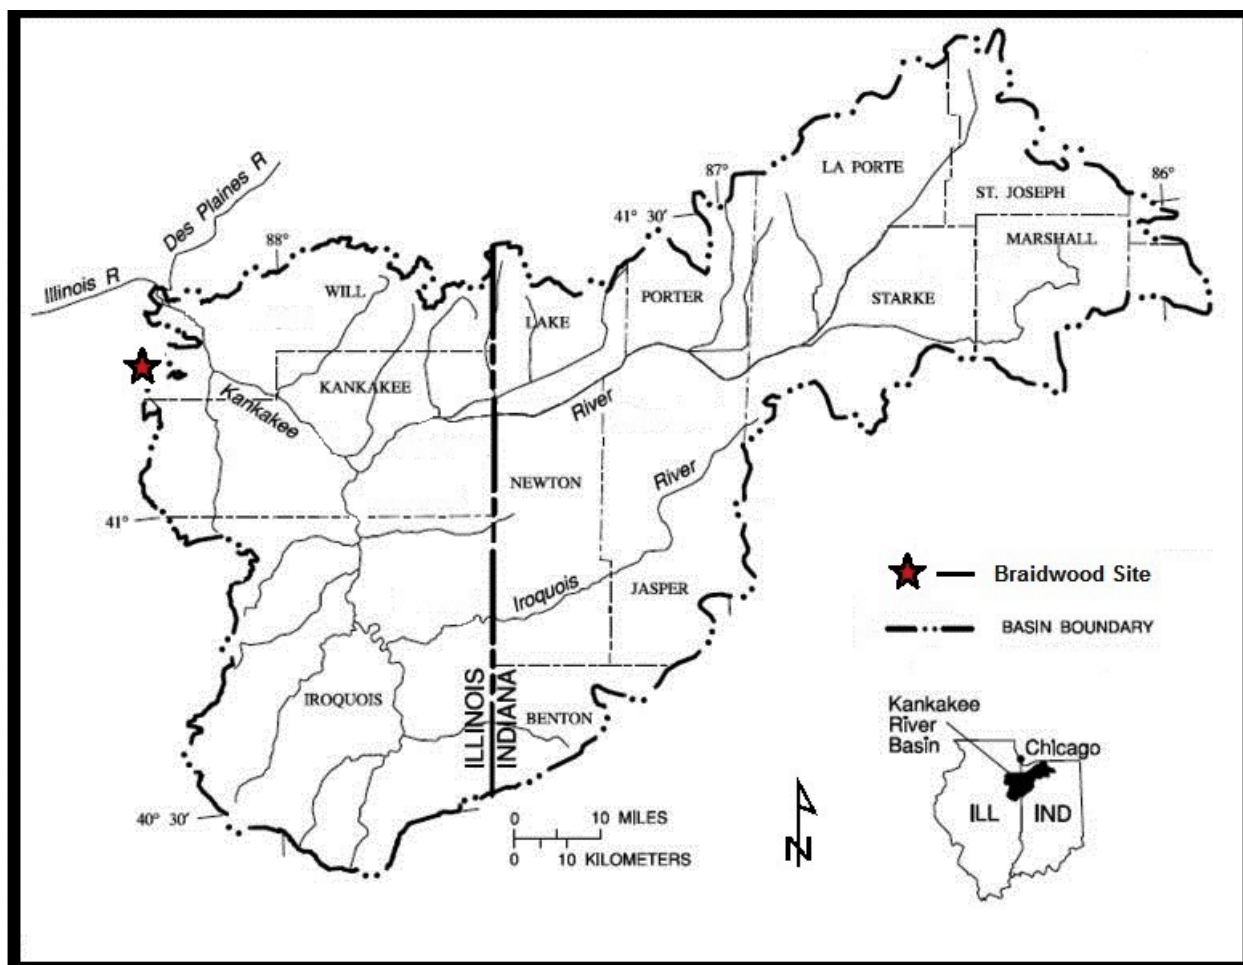 Des Plaines R
Illinois R
88°
87°
86°
41° 30′
LA PORTE
ST. JOSEPH
MARSHALL
WILL
PORTER
STARKE
LAKE
KANKAKEE
Kankakee
River
NEWTON
River
41°
Iroquois
JASPER
IROQUOIS
ILLINOIS
INDIANA
BENTON
40° 30′
0 10 MILES
0 10 KILOMETERS
N
Braidwood Site
BASIN BOUNDARY
Kankakee
River
Basin
Chicago
ILL
IND